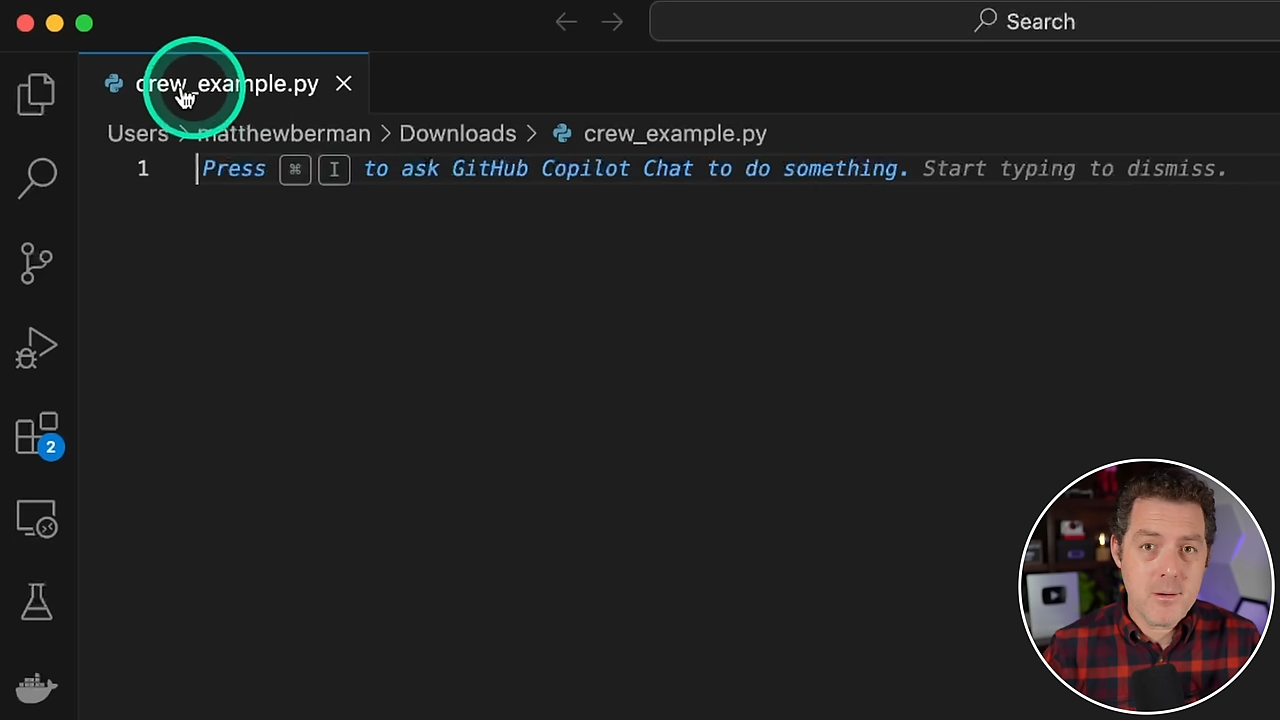 Search
crew_example.py
Users > matthewberman > Downloads > crew_example.py
1 Press ⌘ I to ask GitHub Copilot Chat to do something. Start typing to dismiss.
2